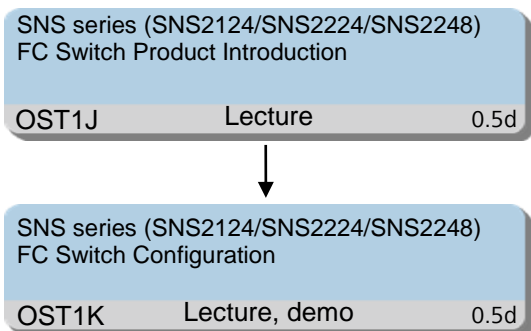 SNS series (SNS2124/SNS2224/SNS2248)
FC Switch Product Introduction
OST1J Lecture 0.5d
SNS series (SNS2124/SNS2224/SNS2248)
FC Switch Configuration
OST1K Lecture, demo 0.5d